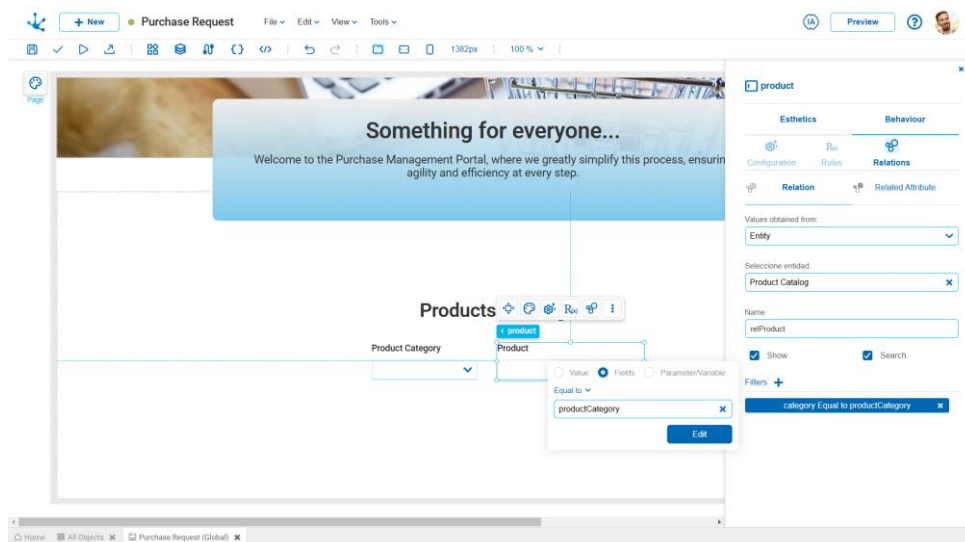 + New
Purchase Request
File
Edit
View
Tools
IA
Preview
?
1382px
100 %
Page
Something for everyone...
Welcome to the Purchase Management Portal, where we greatly simplify this process, ensurin
agility and efficiency at every step.
Products
R(x)
product
Product Category
Product
Value
Fields
Parameter/Variable
Equal to
productCategory
Edit
product
Esthetics
Behaviour
R(x)
Configuration
Rules
Relations
Relation
Related Attribute
Values obtained from:
Entity
Seleccione entidad:
Product Catalog
Name
relProduct
Show
Search
Filters +
category Equal to productCategory
Home
All Objects
Purchase Request (Global)